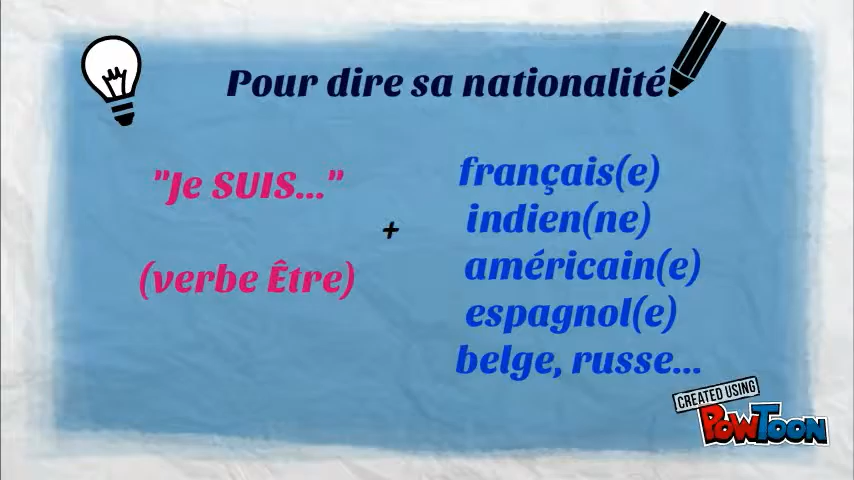 Pour dire sa nationalité
"Je SUIS..."
(verbe Être)
+
français(e)
indien(ne)
américain(e)
espagnol(e)
belge, russe...
CREATED USING
POWTOON